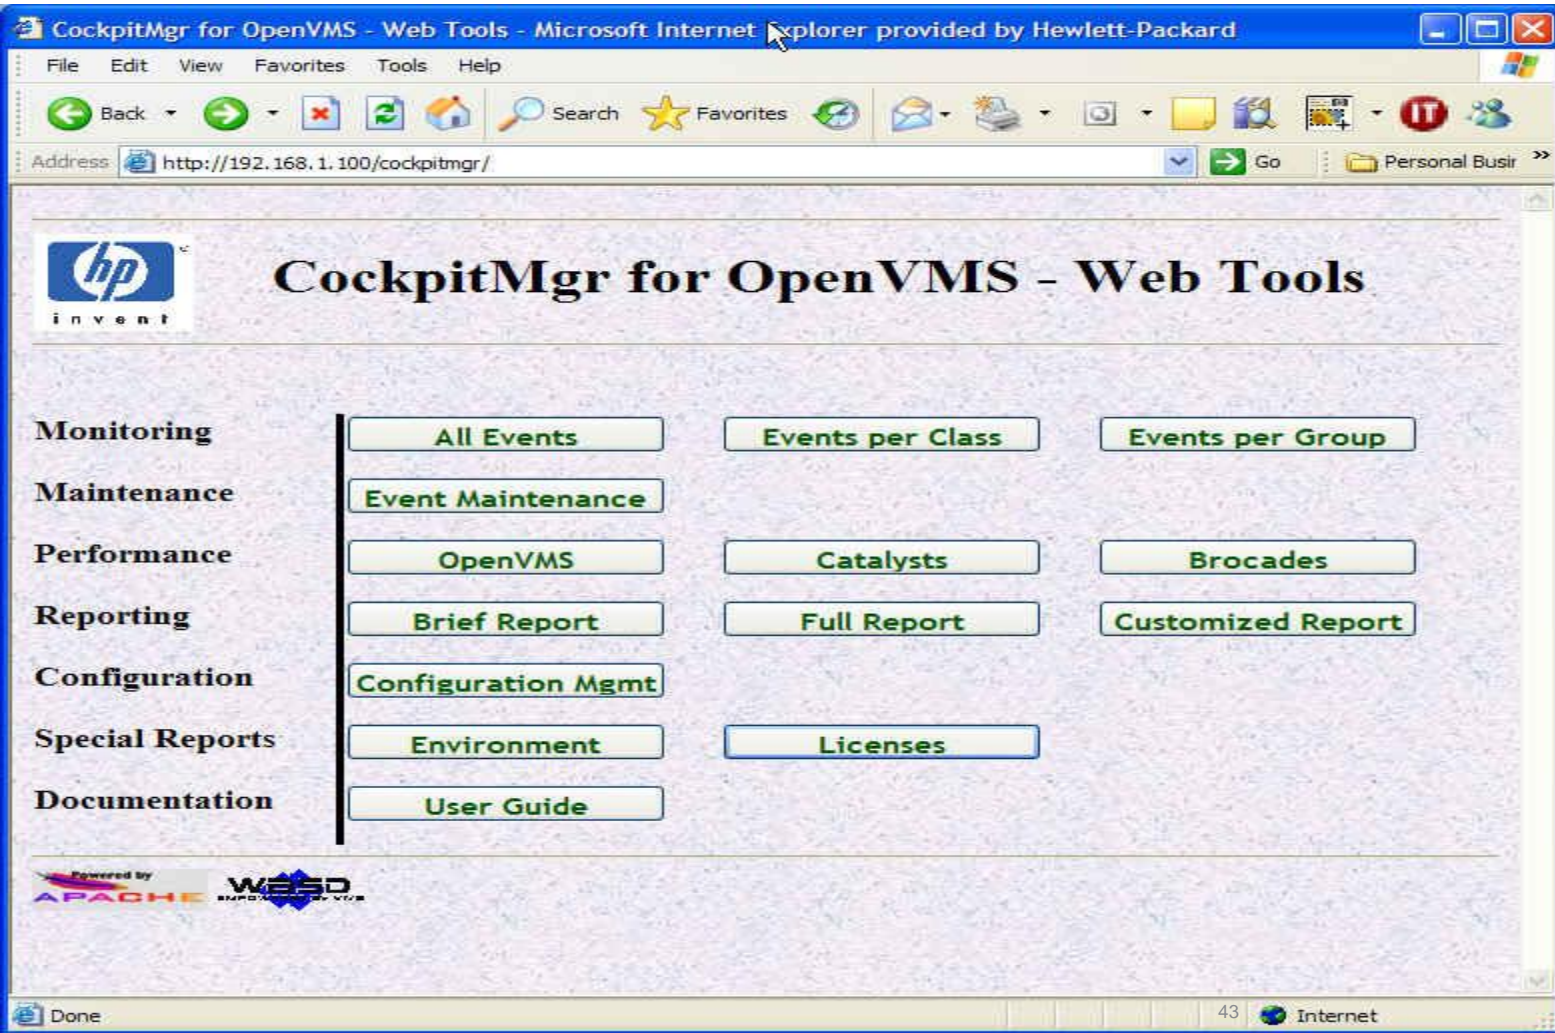 CockpitMgr for OpenVMS - Web Tools - Microsoft Internet Explorer provided by Hewlett-Packard
File Edit View Favorites Tools Help
Back Search Favorites IT
Address http://192.168.1.100/cockpitmgr/ Go Personal Busir »
hp
invent
CockpitMgr for OpenVMS - Web Tools
Monitoring All Events Events per Class Events per Group
Maintenance Event Maintenance
Performance OpenVMS Catalysts Brocades
Reporting Brief Report Full Report Customized Report
Configuration Configuration Mgmt
Special Reports Environment Licenses
Documentation User Guide
Powered by
APACHE WASD
Done 43 Internet